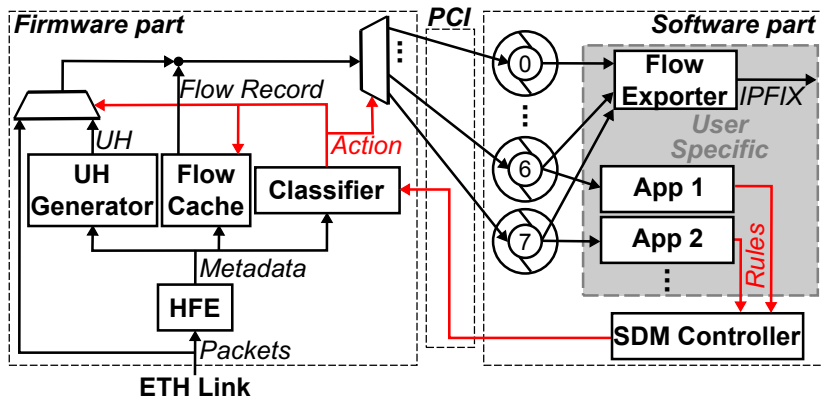 Firmware part
PCI
Software part
0
Flow
Exporter
IPFIX
Flow Record
User
Specific
UH
Action
6
UH
Generator
Flow
Cache
Classifier
App 1
7
App 2
Metadata
Rules
HFE
SDM Controller
Packets
ETH Link